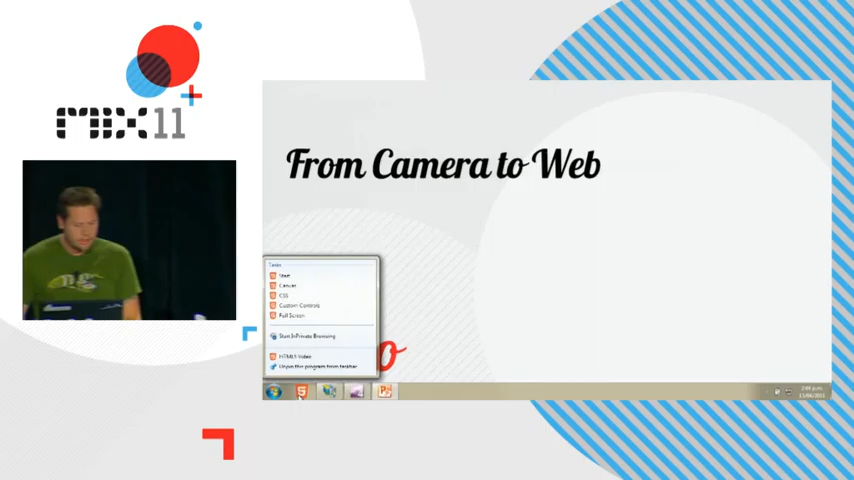 mix11
From Camera to Web
Tasks
Start
Canvas
CSS
Custom Controls
Full Screen
Start InPrivate Browsing
HTML5 Video
Unpin this program from taskbar
o